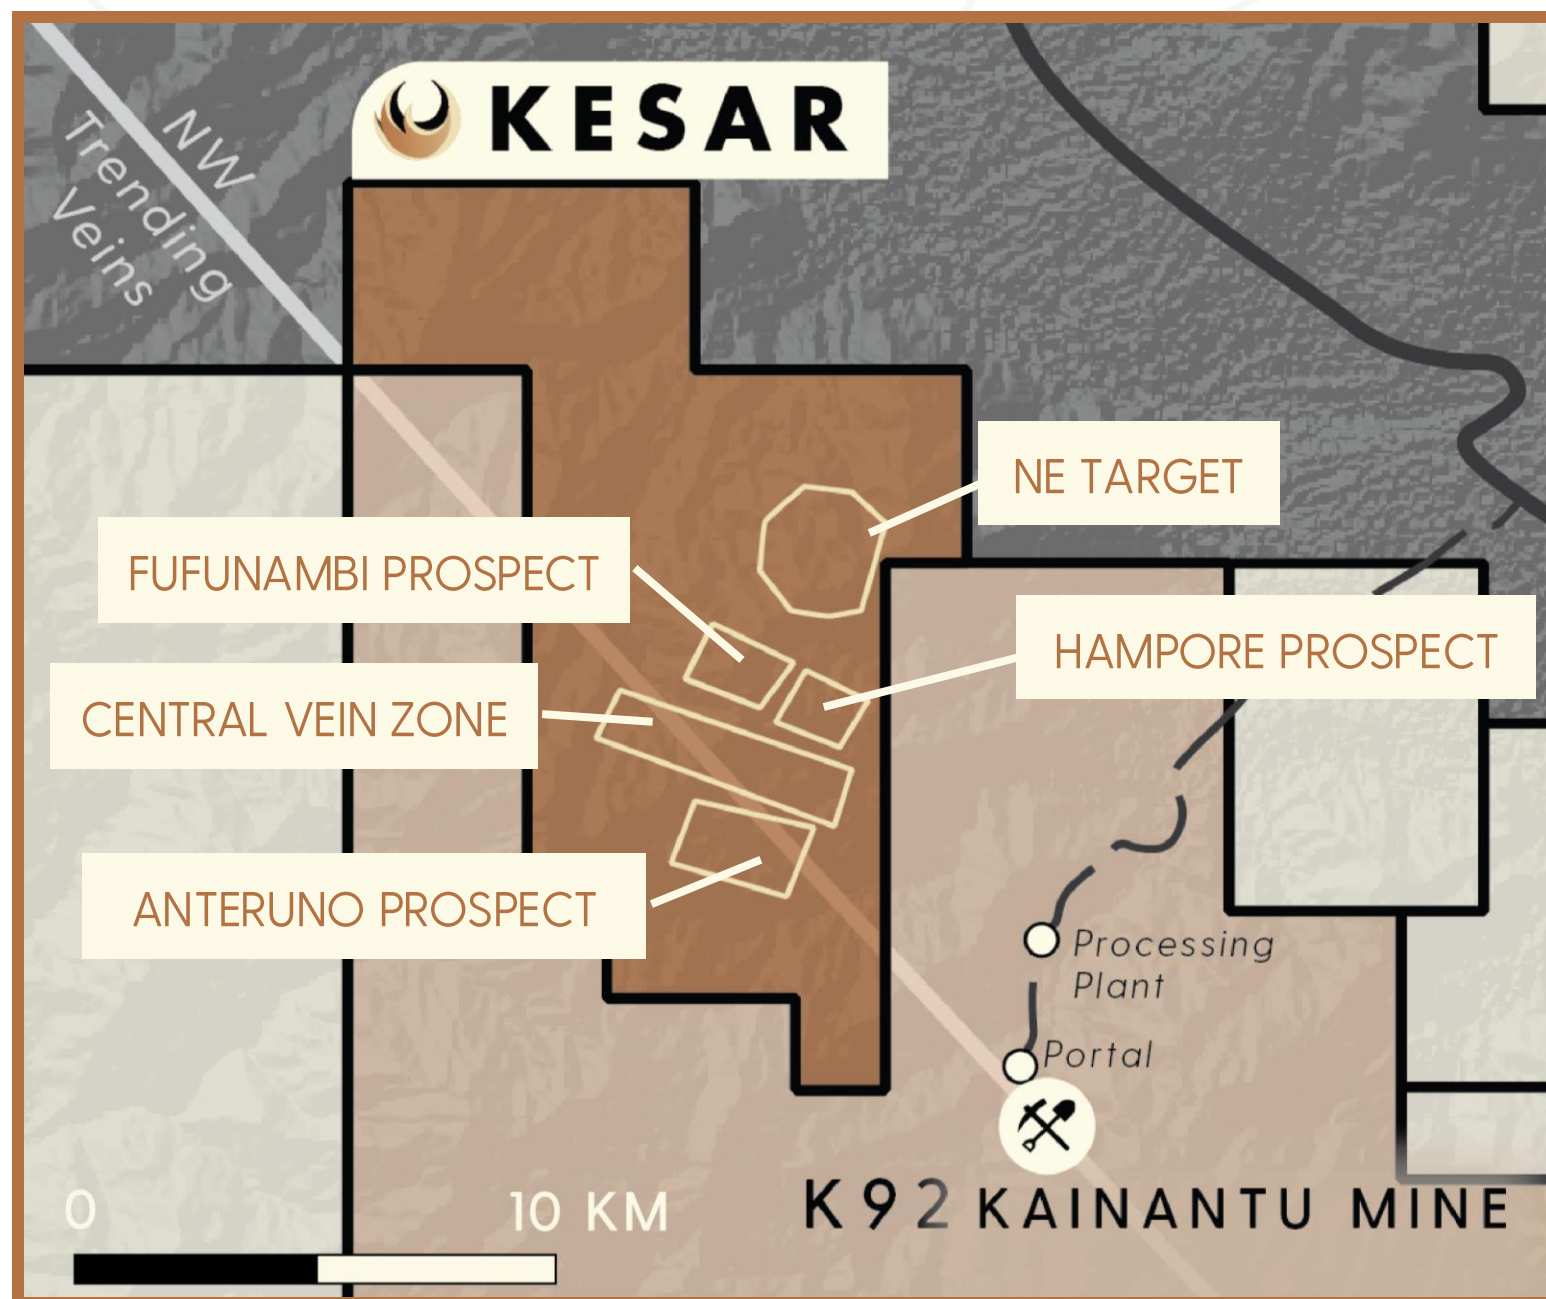 KESAR
NW
Trending
Veins
NE TARGET
FUFUNAMBI PROSPECT
HAMPORE PROSPECT
CENTRAL VEIN ZONE
ANTERUNO PROSPECT
Processing
Plant
Portal
0
10 KM
K92 KAINANTU MINE